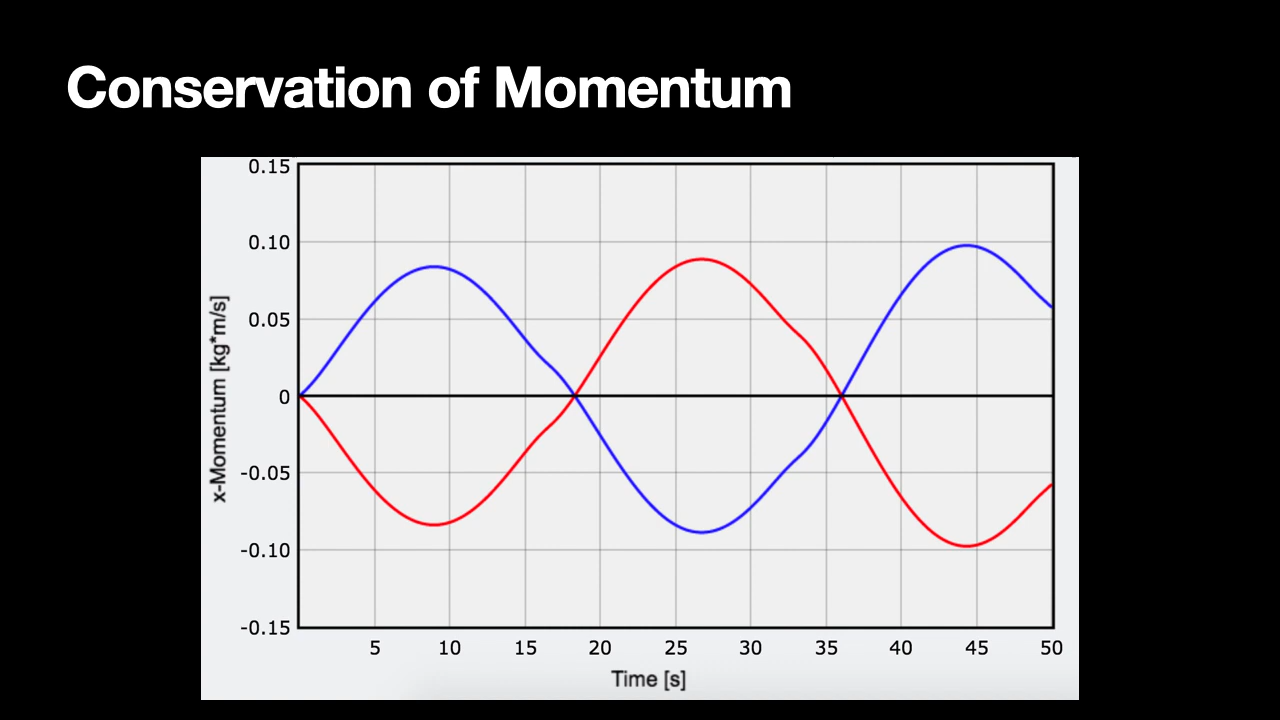 Conservation of Momentum
0.15
0.10
0.05
0
-0.05
-0.10
-0.15
x-Momentum [kg*m/s]
5 10 15 20 25 30 35 40 45 50
Time [s]